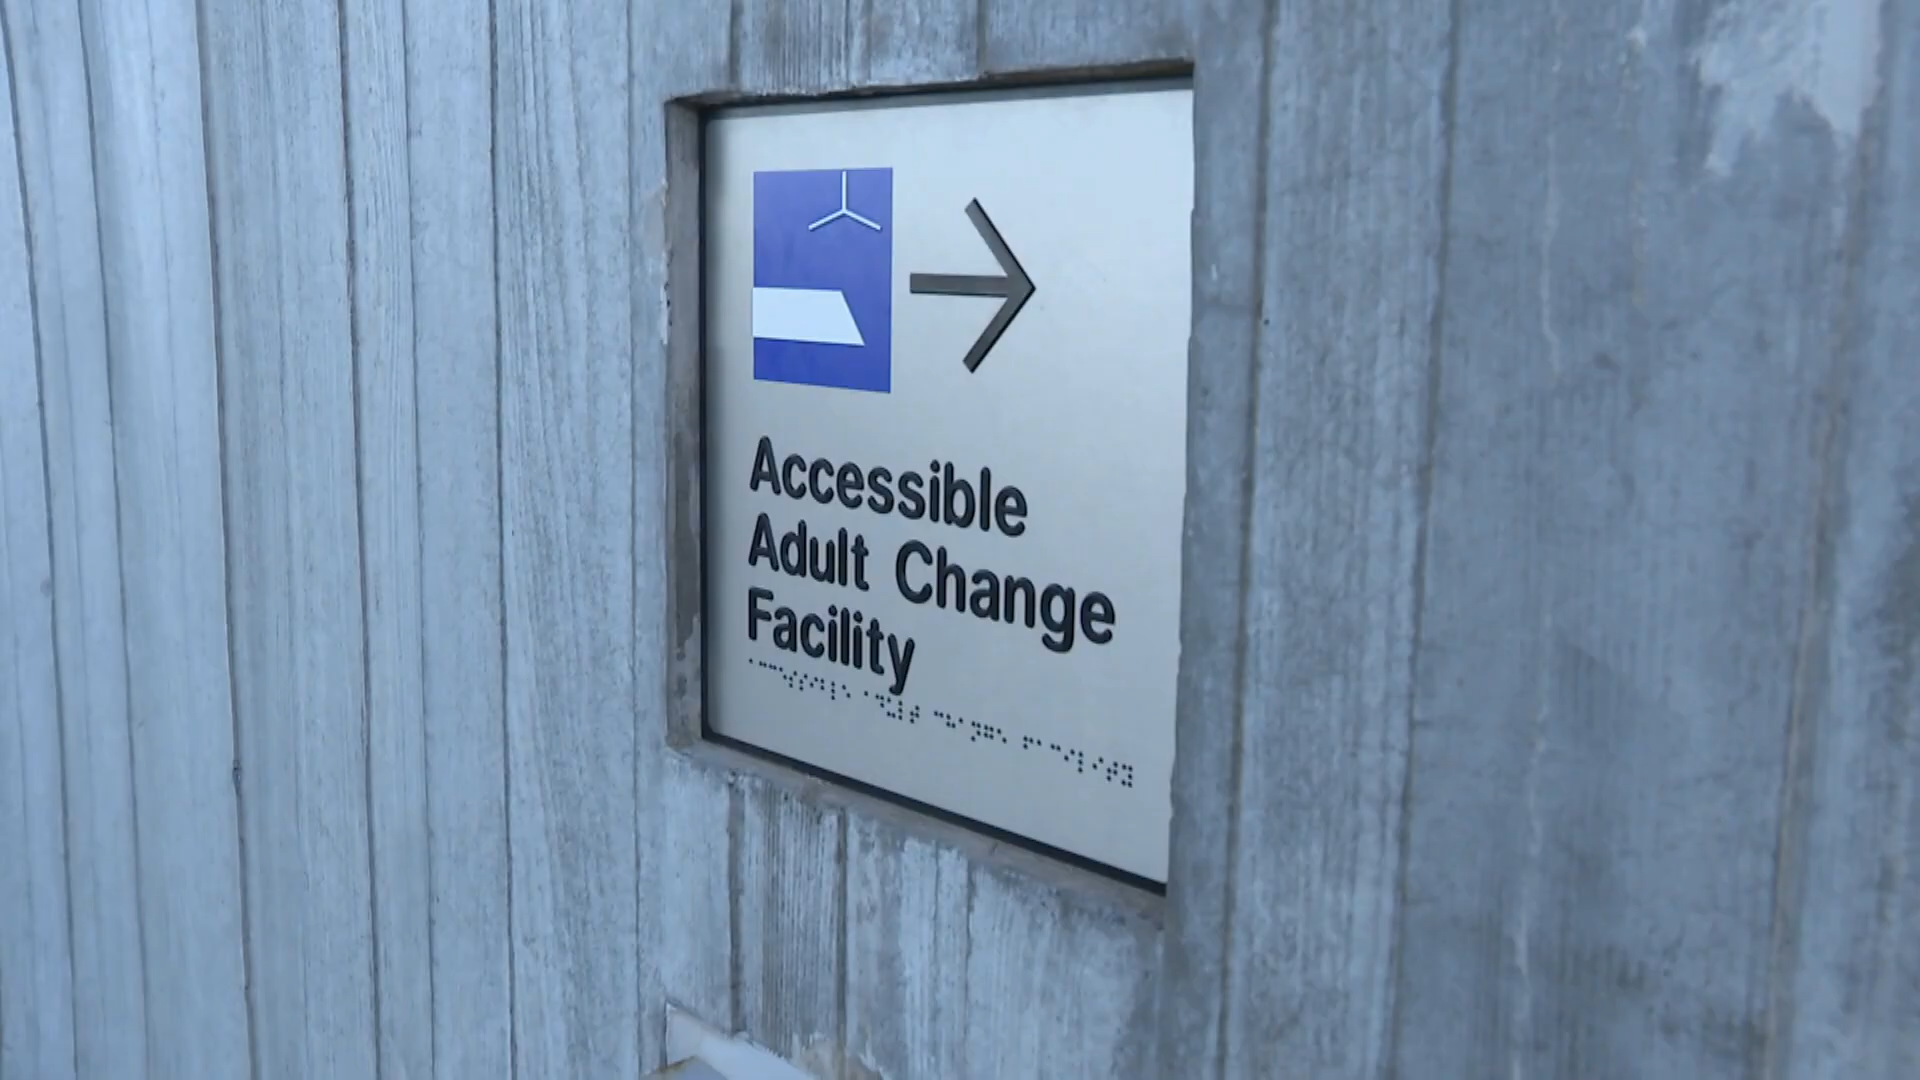 Accessible
Adult Change
Facility
⠁⠉⠉⠑⠎⠎⠊⠃⠇⠑ ⠁⠙⠥⠇⠞ ⠉⠓⠁⠝⠛⠑ ⠋⠁⠉⠊⠇⠊⠞⠽